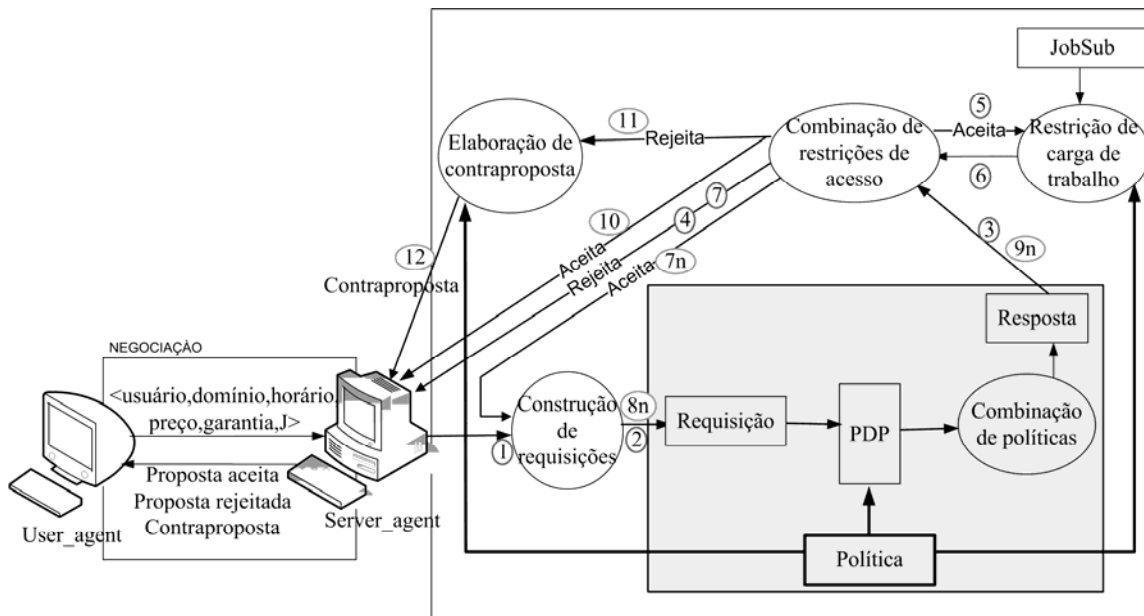 JobSub
11
Rejeita
Elaboração de
contraproposta
Combinação de
restrições de
acesso
5
Aceita
6
Restrição de
carga de
trabalho
7
4
10
7n
Aceita
Rejeita
Aceita
3
9n
12
Contraproposta
NEGOCIAÇÀO
<usuário,domínio,horário,
preço,garantia,J>
Proposta aceita
Proposta rejeitada
Contraproposta
User_agent
Server_agent
1
Construção
de
requisições
8n
2
Requisição
PDP
Resposta
Combinação
de políticas
Política